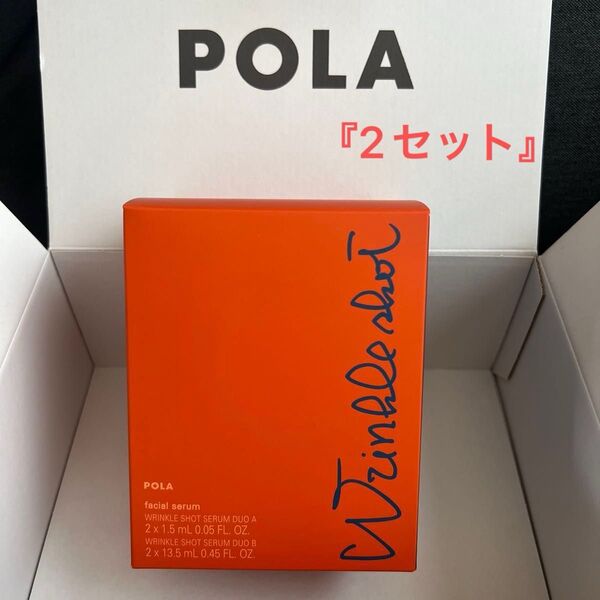 POLA
『2セット』
Wrinkle shot
POLA
facial serum
WRINKLE SHOT SERUM DUO A
2 x 1.5 mL 0.05 FL. OZ.
WRINKLE SHOT SERUM DUO B
2 x 13.5 mL 0.45 FL. OZ.